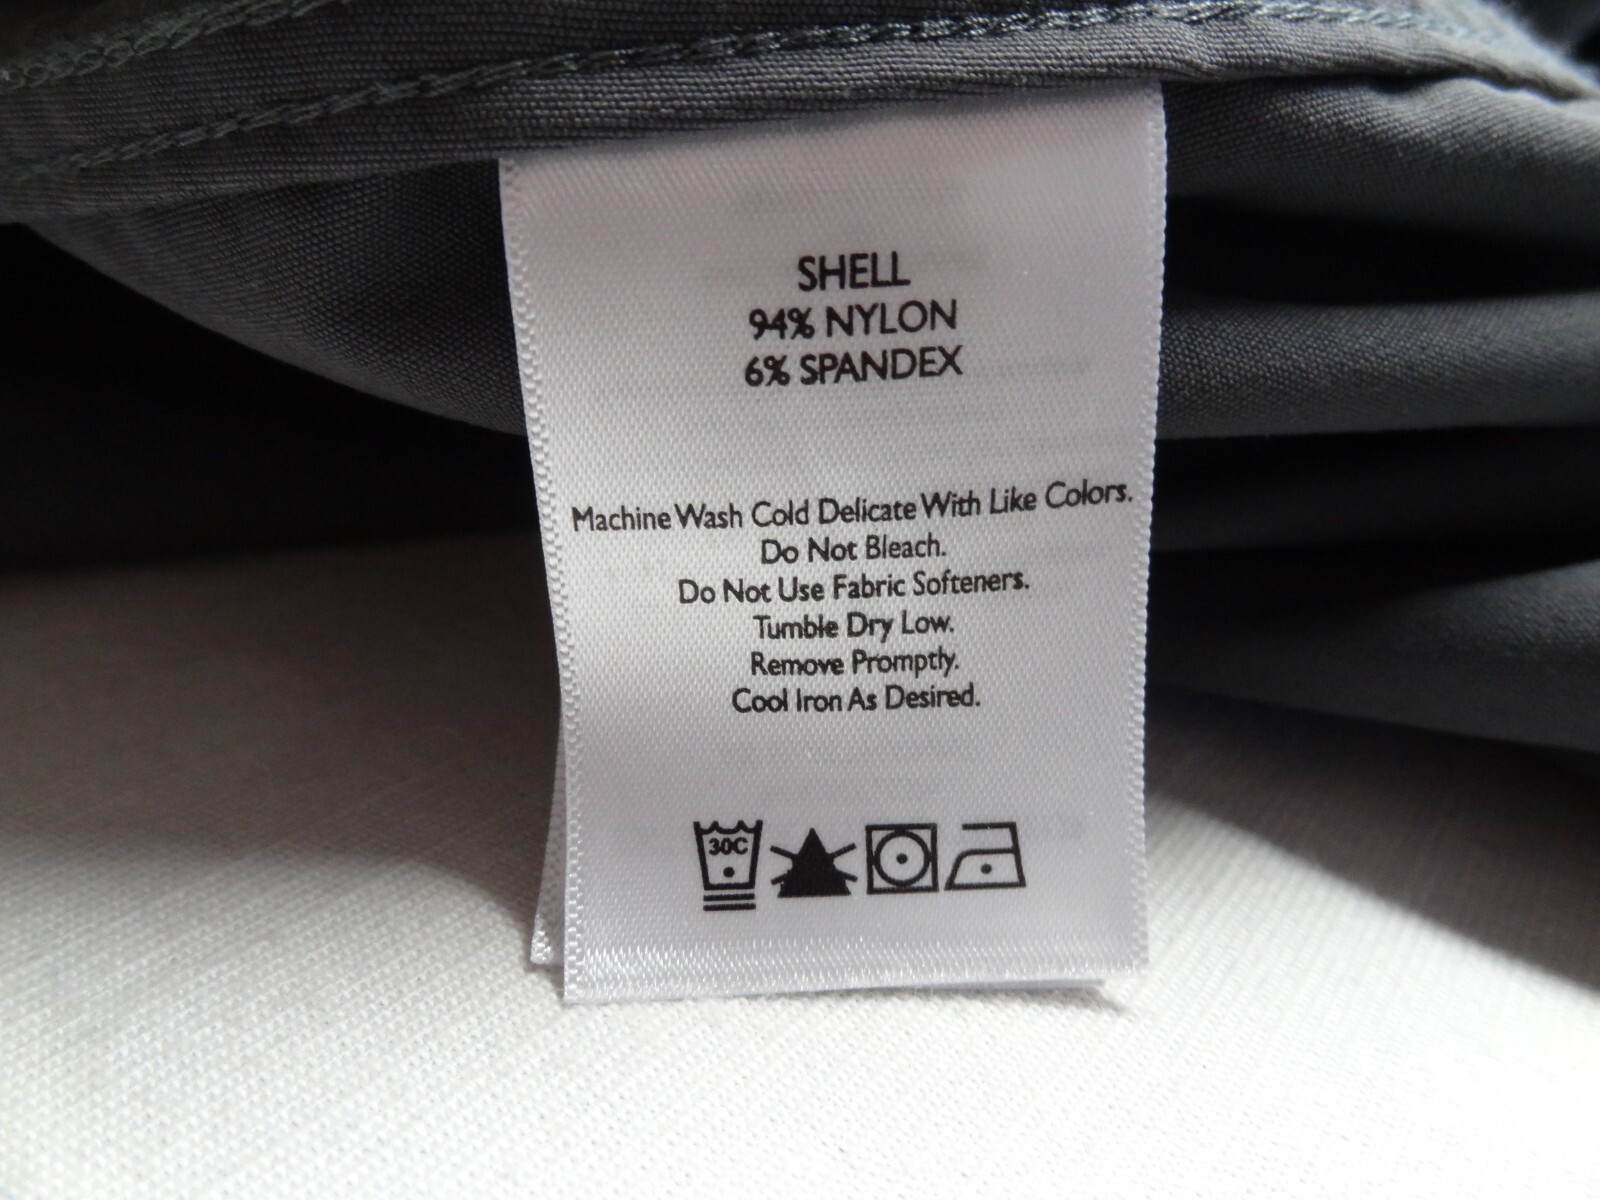 SHELL
94% NYLON
6% SPANDEX
Machine Wash Cold Delicate With Like Colors.
Do Not Bleach.
Do Not Use Fabric Softeners.
Tumble Dry Low.
Remove Promptly.
Cool Iron As Desired.
30C